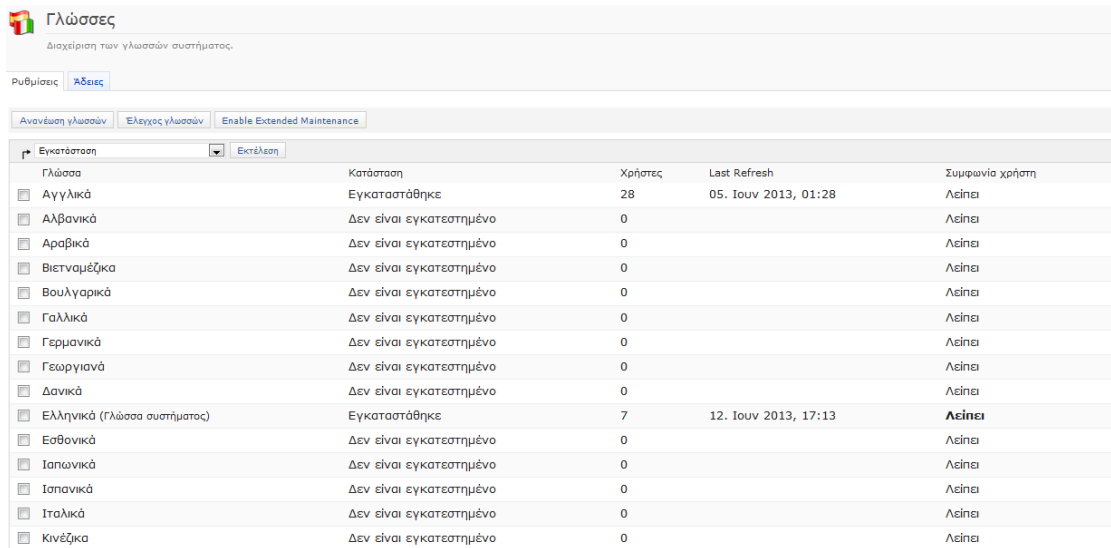 Γλώσσες
Διαχείριση των γλωσσών συστήματος.
Ρυθμίσεις Άδειες
Ανανέωση γλωσσών Έλεγχος γλωσσών Enable Extended Maintenance
Εγκατάσταση Εκτέλεση
Γλώσσα Κατάσταση Χρήστες Last Refresh Συμφωνία χρήστη
Αγγλικά Εγκαταστάθηκε 28 05. Ιουν 2013, 01:28 Λείπει
Αλβανικά Δεν είναι εγκατεστημένο 0 Λείπει
Αραβικά Δεν είναι εγκατεστημένο 0 Λείπει
Βιετναμέζικα Δεν είναι εγκατεστημένο 0 Λείπει
Βουλγαρικά Δεν είναι εγκατεστημένο 0 Λείπει
Γαλλικά Δεν είναι εγκατεστημένο 0 Λείπει
Γερμανικά Δεν είναι εγκατεστημένο 0 Λείπει
Γεωργιανά Δεν είναι εγκατεστημένο 0 Λείπει
Δανικά Δεν είναι εγκατεστημένο 0 Λείπει
Ελληνικά (Γλώσσα συστήματος) Εγκαταστάθηκε 7 12. Ιουν 2013, 17:13 Λείπει
Εσθονικά Δεν είναι εγκατεστημένο 0 Λείπει
Ιαπωνικά Δεν είναι εγκατεστημένο 0 Λείπει
Ισπανικά Δεν είναι εγκατεστημένο 0 Λείπει
Ιταλικά Δεν είναι εγκατεστημένο 0 Λείπει
Κινέζικα Δεν είναι εγκατεστημένο 0 Λείπει